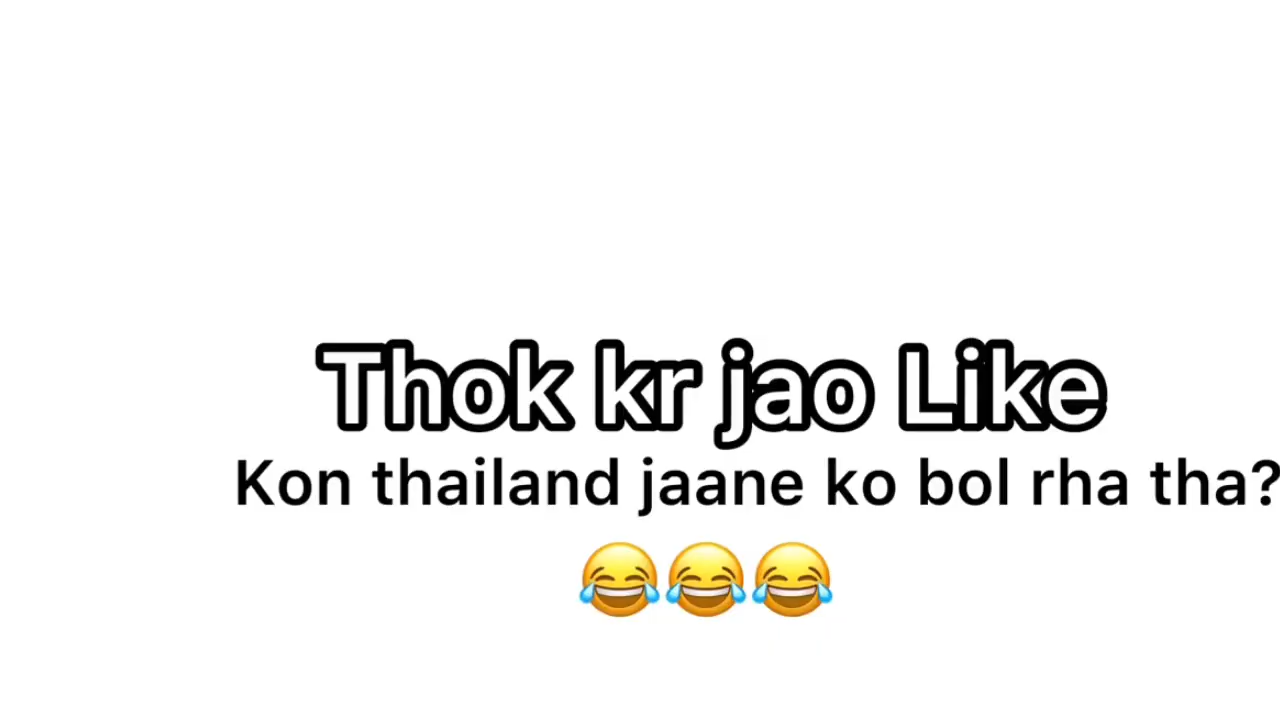 Thok kr jao Like
Kon thailand jaane ko bol rha tha?
😂😂😂